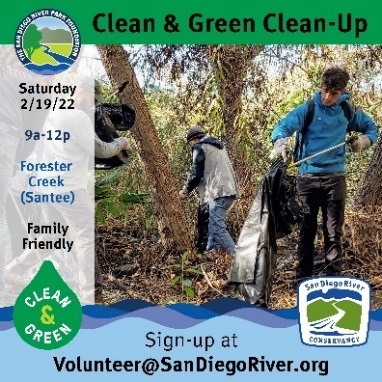 THE SAN DIEGO RIVER PARK FOUNDATION
Clean & Green Clean-Up
Saturday
2/19/22
9a-12p
Forester
Creek
(Santee)
Family
Friendly
CLEAN
&
GREEN
San Diego River
CONSERVANCY
Sign-up at
Volunteer@SanDiegoRiver.org